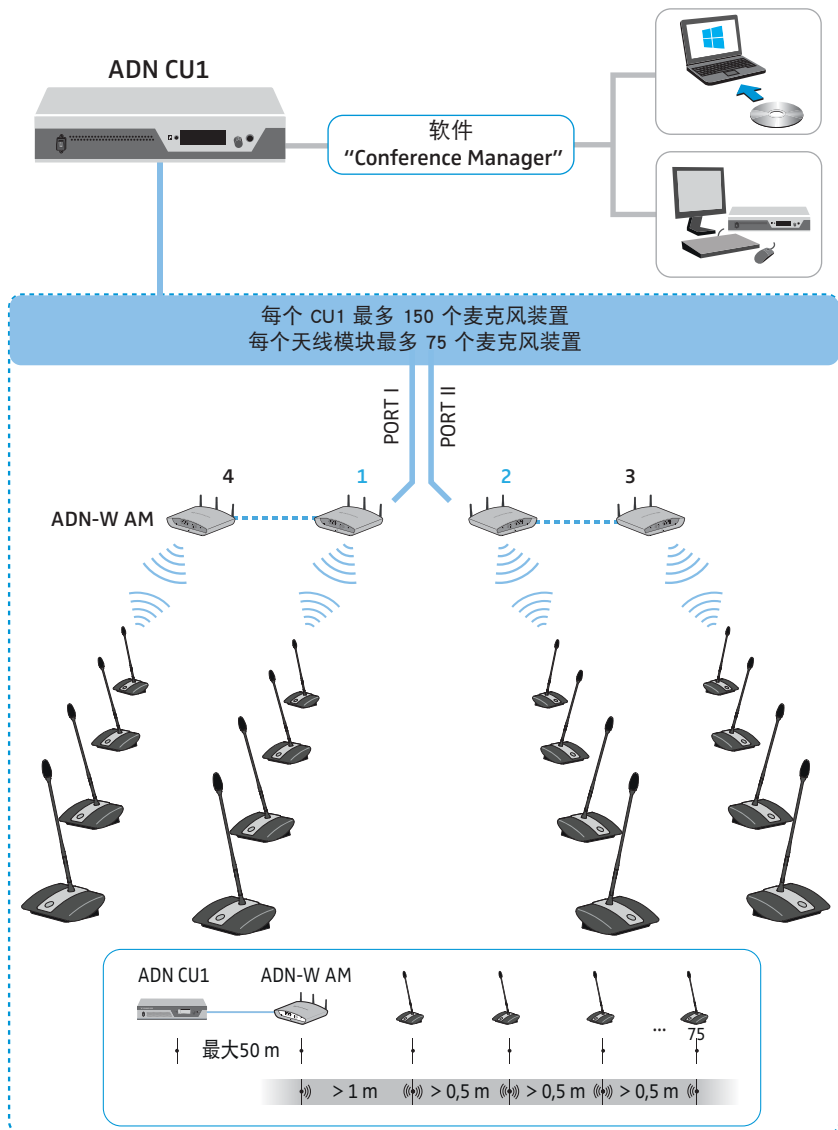 ADN CU1
软件
“Conference Manager”
每个 CU1 最多 150 个麦克风装置
每个天线模块最多 75 个麦克风装置
PORT I
PORT II
4
1
2
3
ADN-W AM
ADN CU1
ADN-W AM
...
75
最大50 m
> 1 m
> 0,5 m
> 0,5 m
> 0,5 m